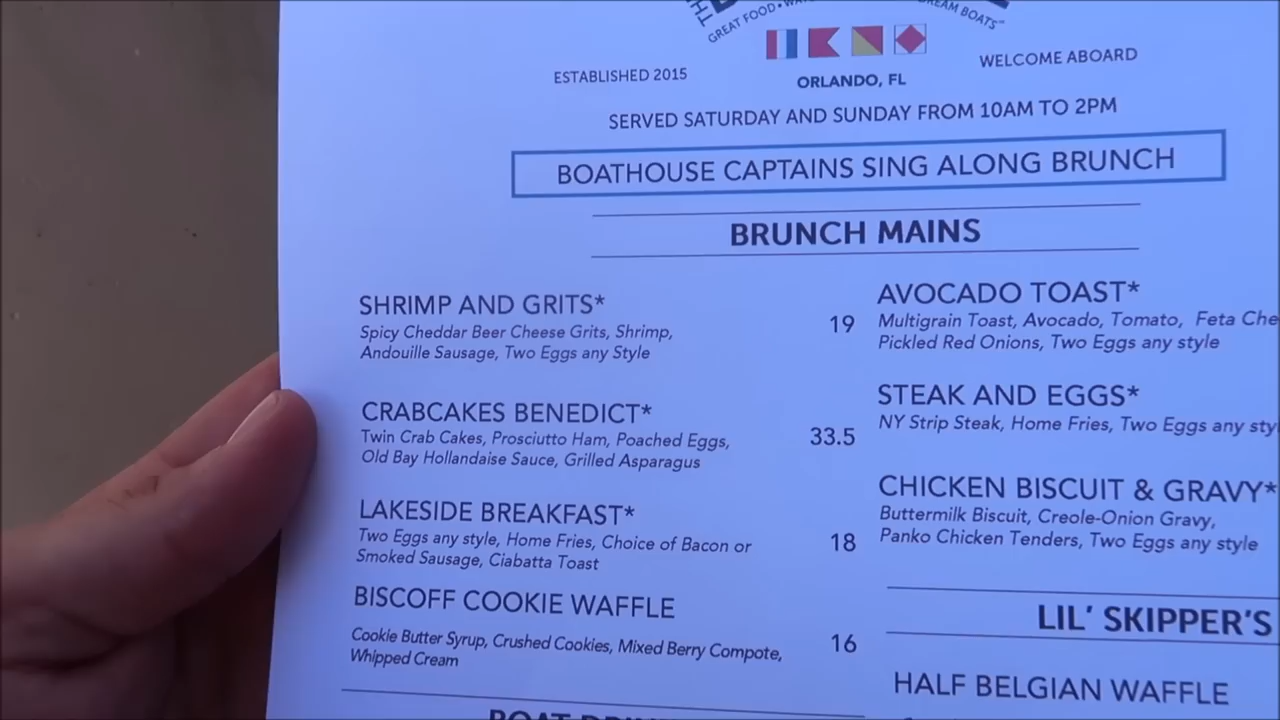 THE
GREAT FOOD • DREAM BOATS™
ESTABLISHED 2015
WELCOME ABOARD
ORLANDO, FL
SERVED SATURDAY AND SUNDAY FROM 10AM TO 2PM
BOATHOUSE CAPTAINS SING ALONG BRUNCH
BRUNCH MAINS
SHRIMP AND GRITS*
Spicy Cheddar Beer Cheese Grits, Shrimp,
Andouille Sausage, Two Eggs any Style
19
CRABCAKES BENEDICT*
Twin Crab Cakes, Prosciutto Ham, Poached Eggs,
Old Bay Hollandaise Sauce, Grilled Asparagus
33.5
LAKESIDE BREAKFAST*
Two Eggs any style, Home Fries, Choice of Bacon or
Smoked Sausage, Ciabatta Toast
18
BISCOFF COOKIE WAFFLE
Cookie Butter Syrup, Crushed Cookies, Mixed Berry Compote,
Whipped Cream
16
AVOCADO TOAST*
Multigrain Toast, Avocado, Tomato, Feta Che
Pickled Red Onions, Two Eggs any style
STEAK AND EGGS*
NY Strip Steak, Home Fries, Two Eggs any sty
CHICKEN BISCUIT & GRAVY*
Buttermilk Biscuit, Creole-Onion Gravy,
Panko Chicken Tenders, Two Eggs any style
LIL' SKIPPER'S
HALF BELGIAN WAFFLE